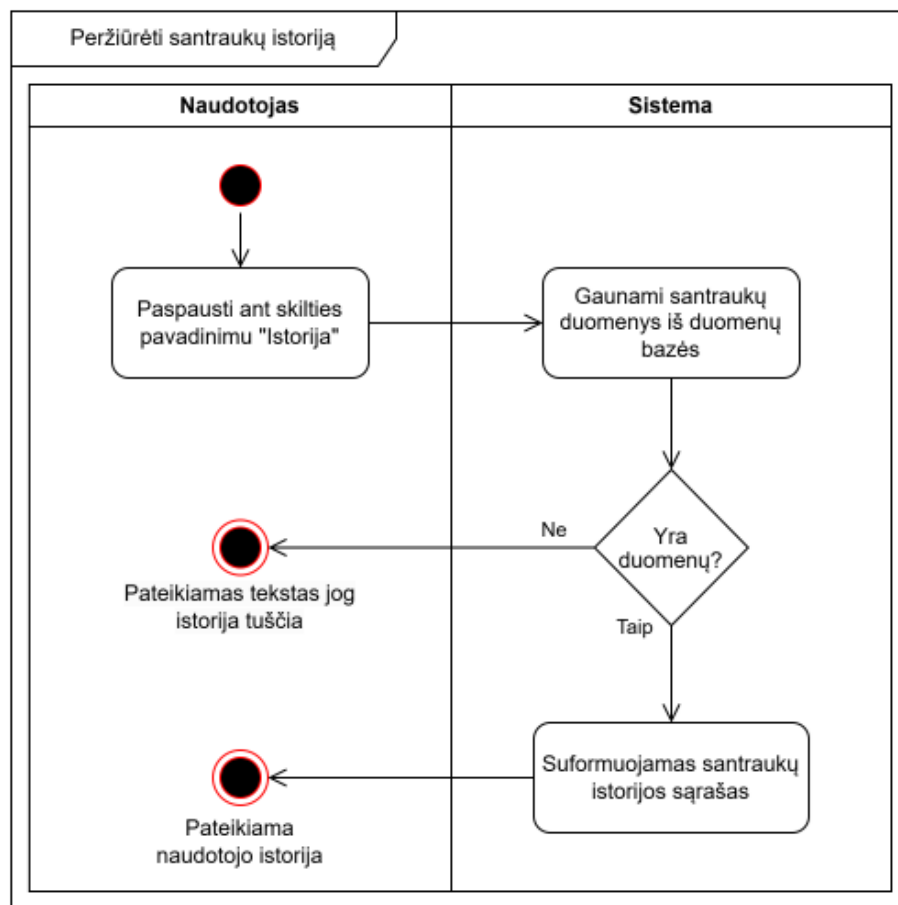 Peržiūrėti santraukų istoriją
Naudotojas
Sistema
Paspausti ant skilties
pavadinimu "Istorija"
Gaunami santraukų
duomenys iš duomenų
bazės
Ne
Yra
duomenų?
Pateikiamas tekstas jog
istorija tuščia
Taip
Suformuojamas santraukų
istorijos sąrašas
Pateikiama
naudotojo istorija